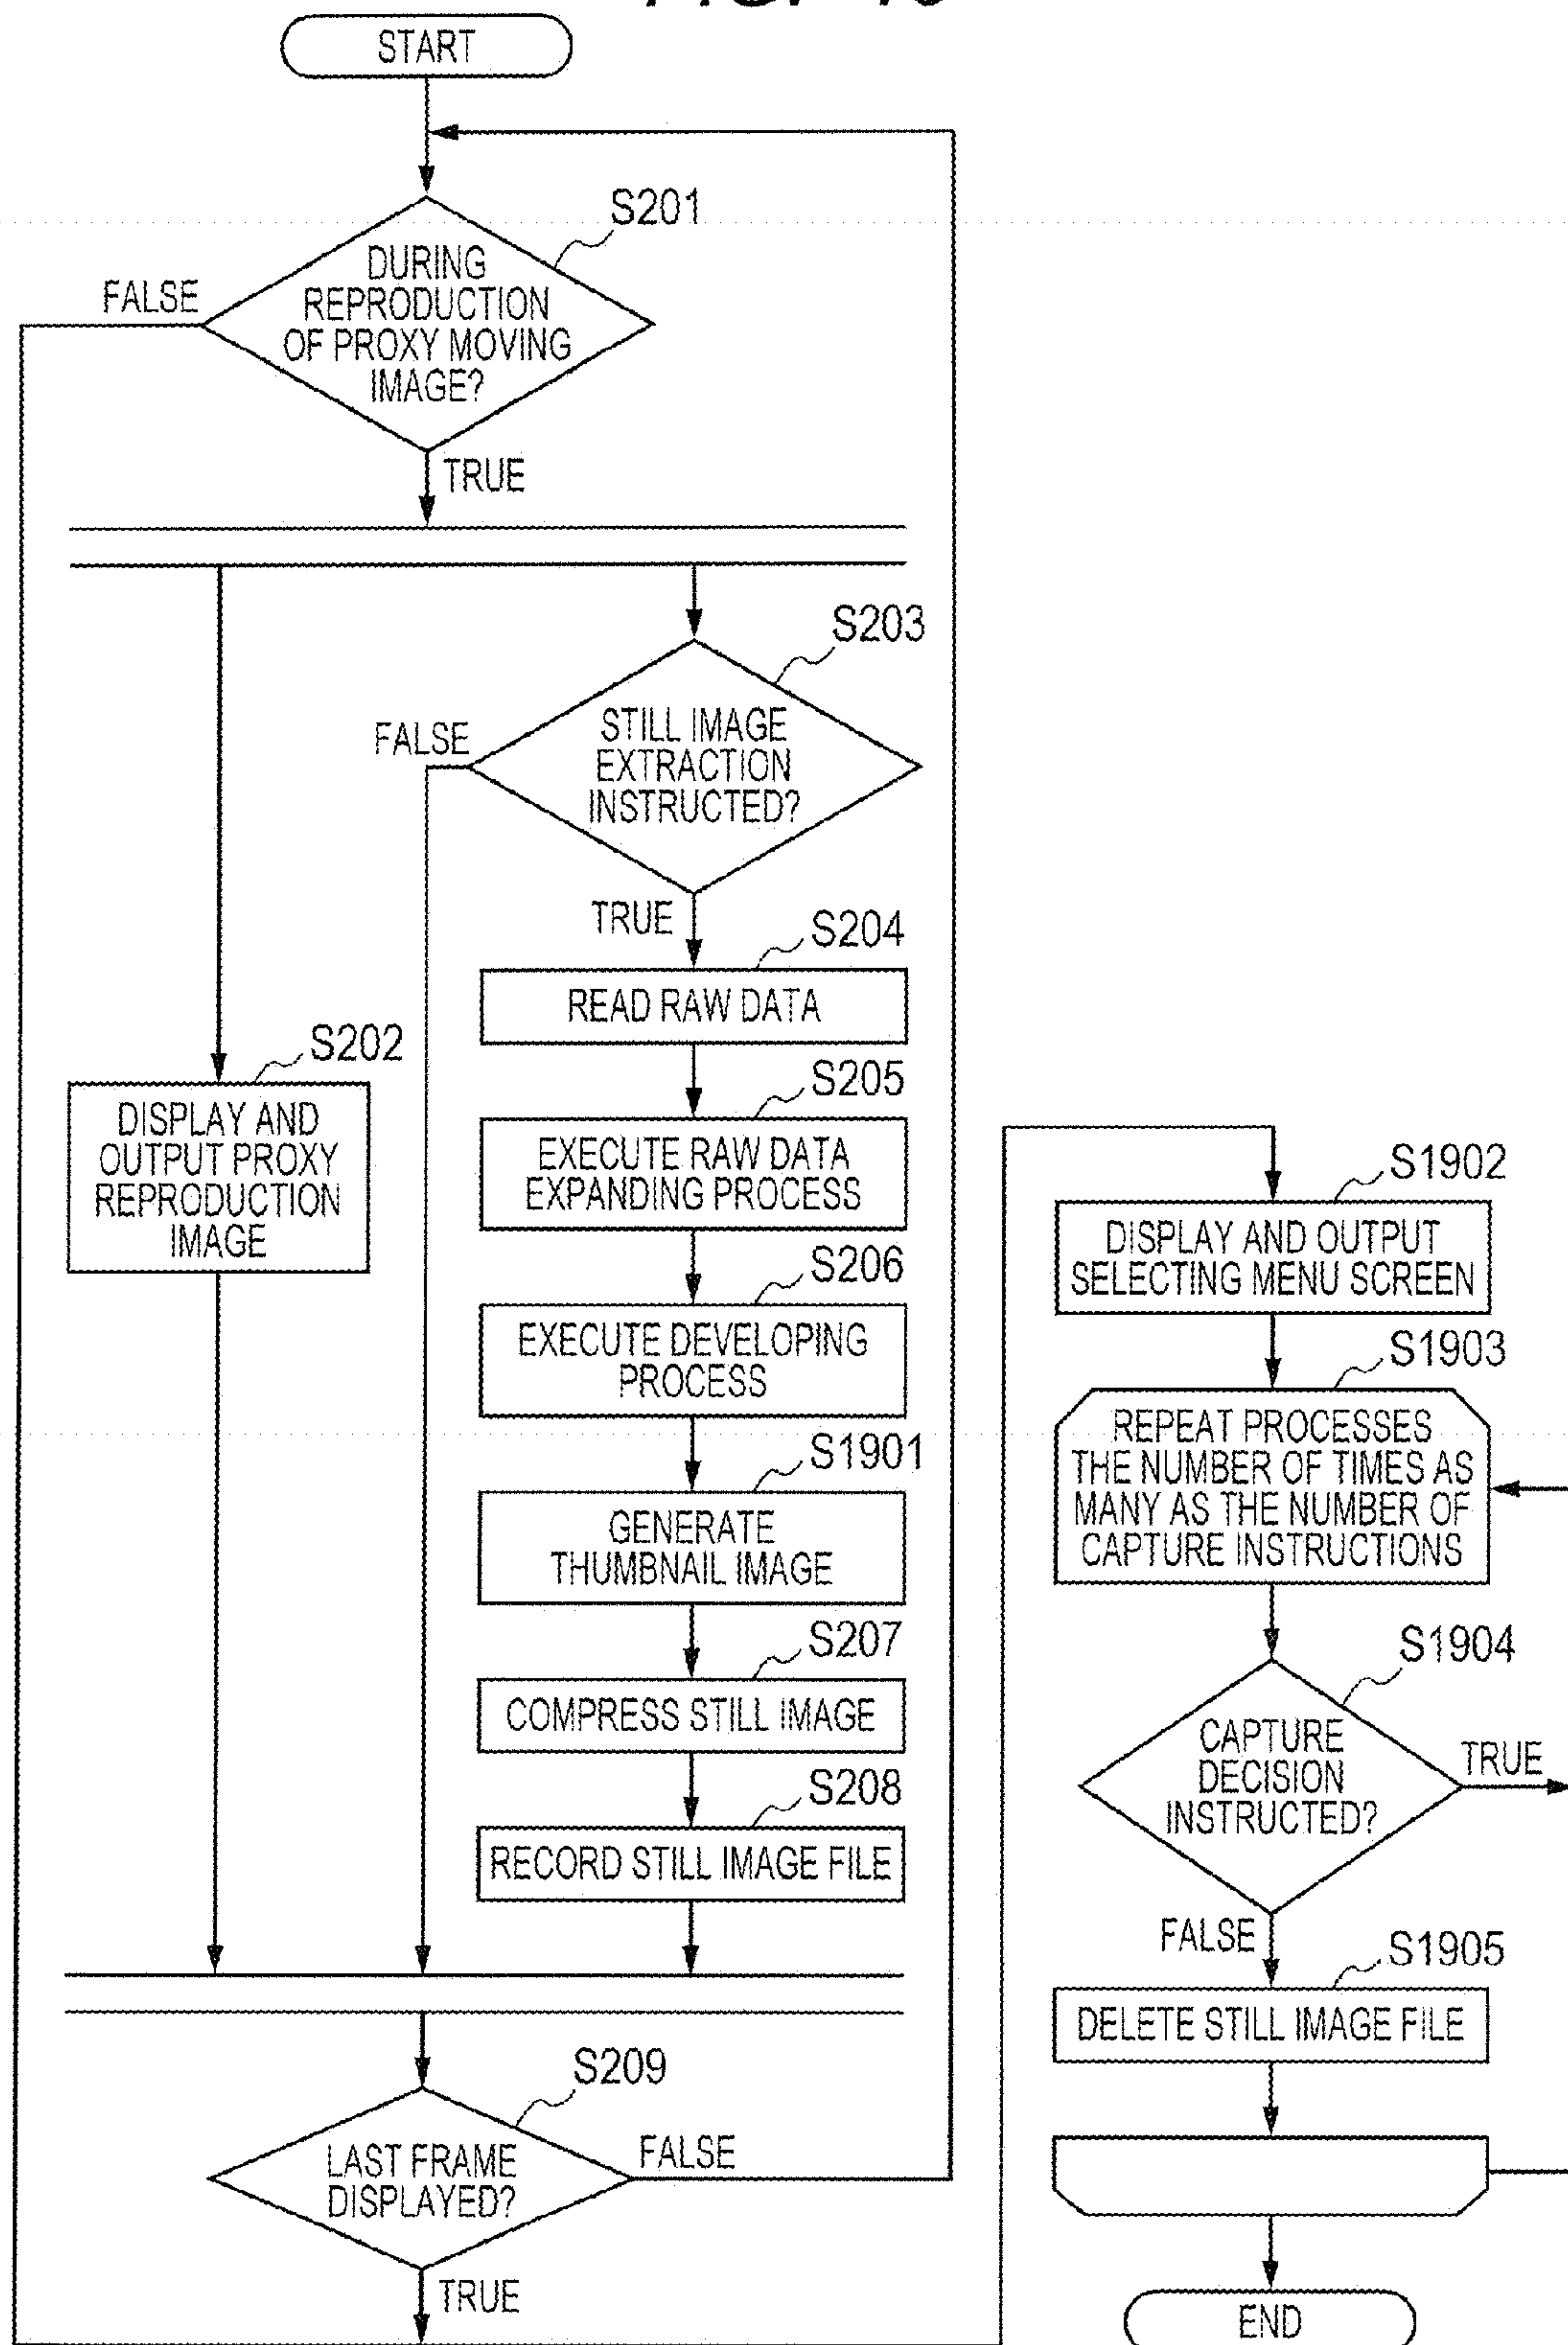 START
S201
DURING
REPRODUCTION
OF PROXY MOVING
IMAGE?
FALSE
TRUE
S203
STILL IMAGE
EXTRACTION
INSTRUCTED?
FALSE
TRUE
S204
READ RAW DATA
S202
DISPLAY AND
OUTPUT PROXY
REPRODUCTION
IMAGE
S205
EXECUTE RAW DATA
EXPANDING PROCESS
S206
EXECUTE DEVELOPING
PROCESS
S1901
GENERATE
THUMBNAIL IMAGE
S207
COMPRESS STILL IMAGE
S208
RECORD STILL IMAGE FILE
S209
LAST FRAME
DISPLAYED?
FALSE
TRUE
S1902
DISPLAY AND OUTPUT
SELECTING MENU SCREEN
S1903
REPEAT PROCESSES
THE NUMBER OF TIMES AS
MANY AS THE NUMBER OF
CAPTURE INSTRUCTIONS
S1904
CAPTURE
DECISION
INSTRUCTED?
TRUE
FALSE
S1905
DELETE STILL IMAGE FILE
END